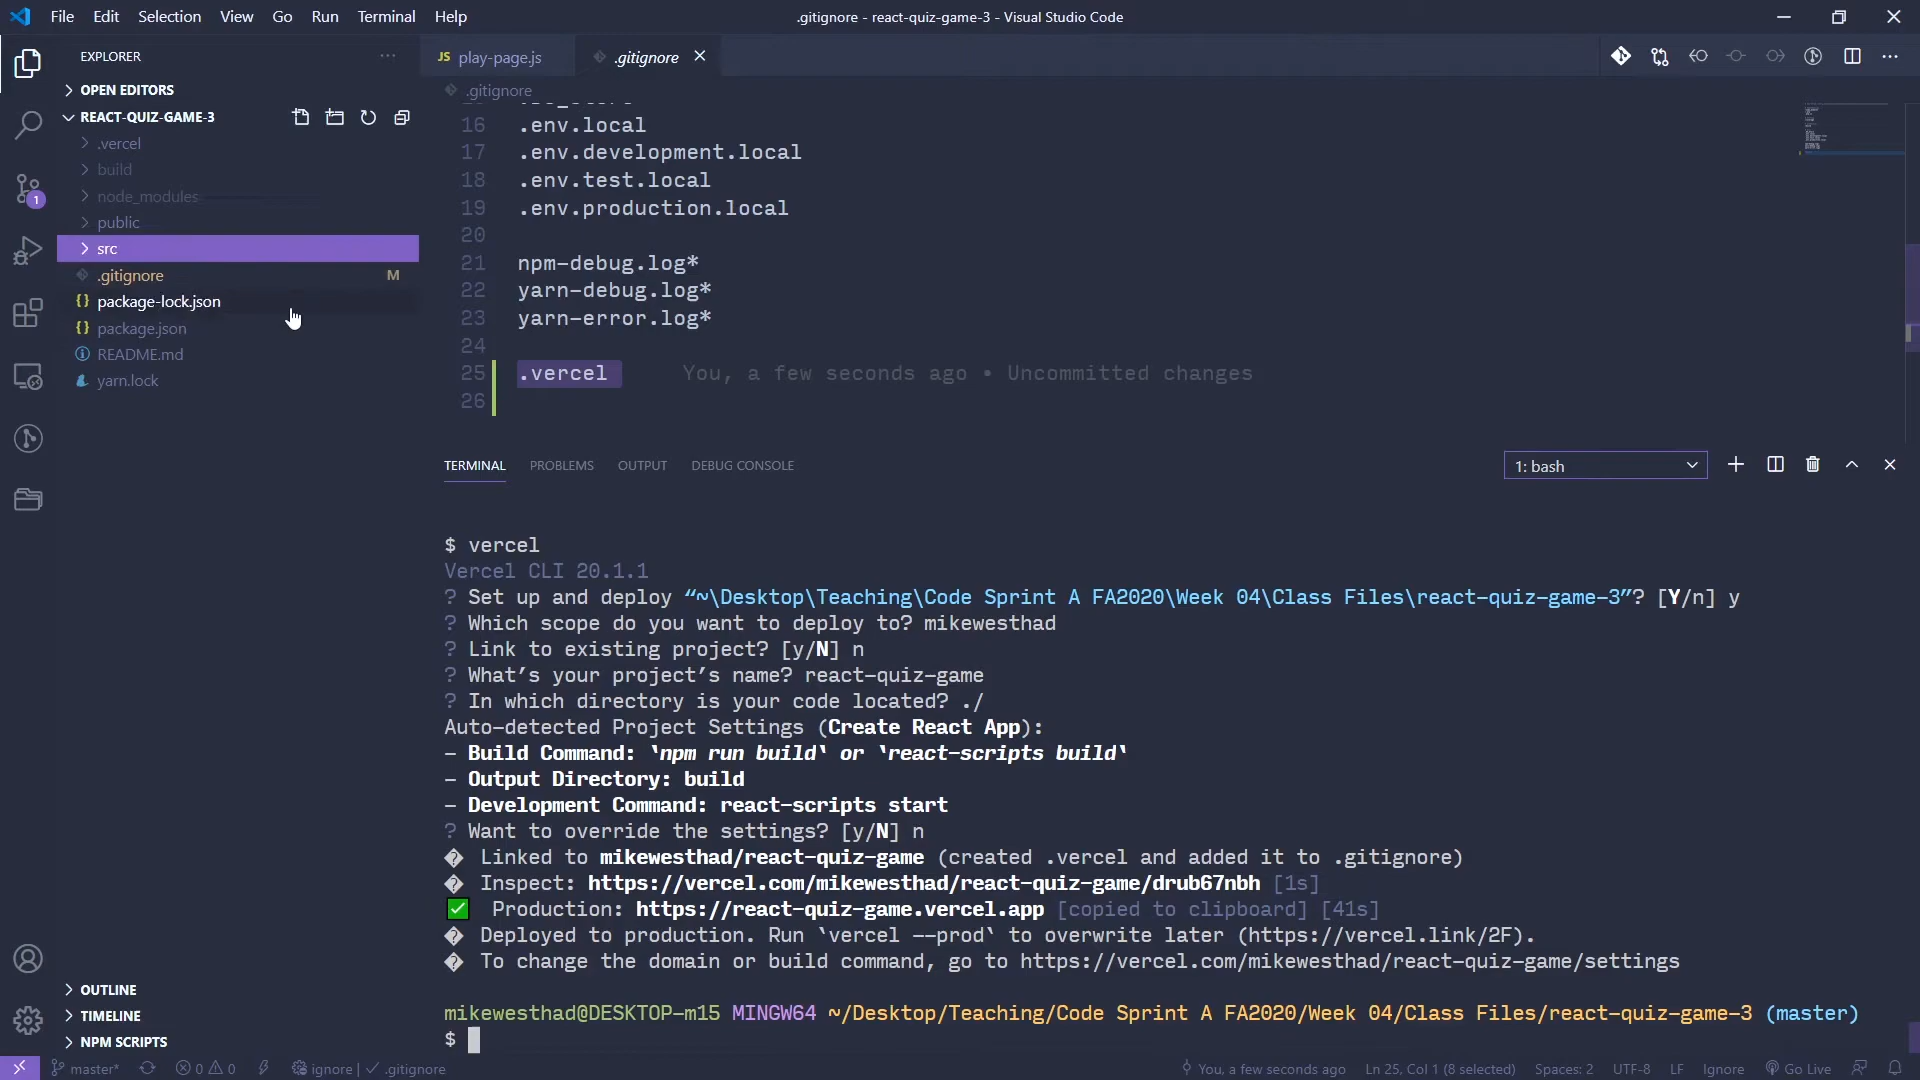 File Edit Selection View Go Run Terminal Help
.gitignore - react-quiz-game-3 - Visual Studio Code
EXPLORER
OPEN EDITORS
REACT-QUIZ-GAME-3
.vercel
build
node_modules
public
src
.gitignore M
package-lock.json
package.json
README.md
yarn.lock
1
OUTLINE
TIMELINE
NPM SCRIPTS
JS play-page.js
.gitignore
.gitignore
16 .env.local
17 .env.development.local
18 .env.test.local
19 .env.production.local
20
21 npm-debug.log*
22 yarn-debug.log*
23 yarn-error.log*
24
25 .vercel You, a few seconds ago • Uncommitted changes
26
TERMINAL PROBLEMS OUTPUT DEBUG CONSOLE
1: bash
$ vercel
Vercel CLI 20.1.1
? Set up and deploy “~\Desktop\Teaching\Code Sprint A FA2020\Week 04\Class Files\react-quiz-game-3”? [Y/n] y
? Which scope do you want to deploy to? mikewesthad
? Link to existing project? [y/N] n
? What’s your project’s name? react-quiz-game
? In which directory is your code located? ./
Auto-detected Project Settings (Create React App):
- Build Command: `npm run build` or `react-scripts build`
- Output Directory: build
- Development Command: react-scripts start
? Want to override the settings? [y/N] n
� Linked to mikewesthad/react-quiz-game (created .vercel and added it to .gitignore)
� Inspect: https://vercel.com/mikewesthad/react-quiz-game/drub67nbh [1s]
✅ Production: https://react-quiz-game.vercel.app [copied to clipboard] [41s]
� Deployed to production. Run `vercel --prod` to overwrite later (https://vercel.link/2F).
� To change the domain or build command, go to https://vercel.com/mikewesthad/react-quiz-game/settings
mikewesthad@DESKTOP-m15 MINGW64 ~/Desktop/Teaching/Code Sprint A FA2020/Week 04/Class Files/react-quiz-game-3 (master)
$
master* 0 0 ignore | ✓ .gitignore
You, a few seconds ago Ln 25, Col 1 (8 selected) Spaces: 2 UTF-8 LF Ignore Go Live